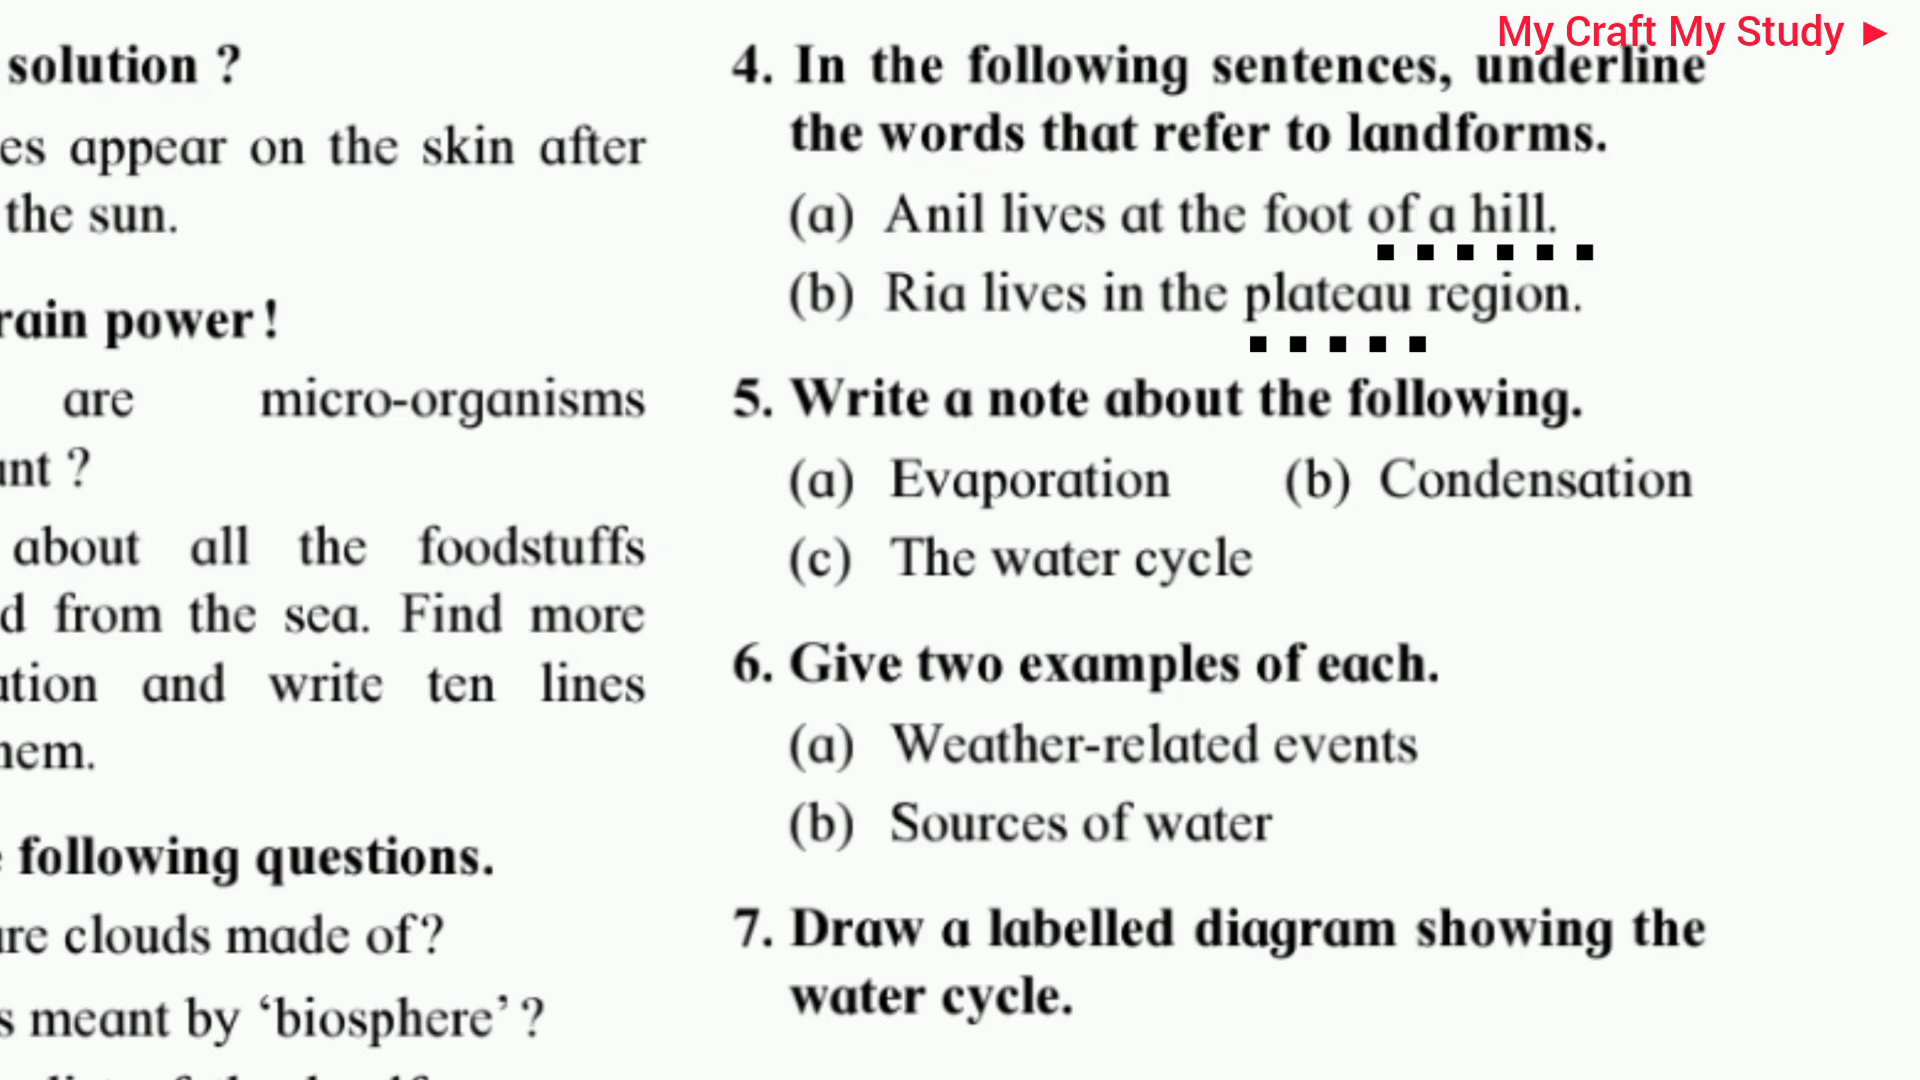 My Craft My Study ►
solution ?
es appear on the skin after
the sun.
rain power !
are micro-organisms
ant ?
about all the foodstuffs
d from the sea. Find more
ation and write ten lines
hem.
following questions.
are clouds made of?
s meant by ‘biosphere’ ?
4. In the following sentences, underline
the words that refer to landforms.
(a) Anil lives at the foot of a hill.
(b) Ria lives in the plateau region.
5. Write a note about the following.
(a) Evaporation (b) Condensation
(c) The water cycle
6. Give two examples of each.
(a) Weather-related events
(b) Sources of water
7. Draw a labelled diagram showing the
water cycle.